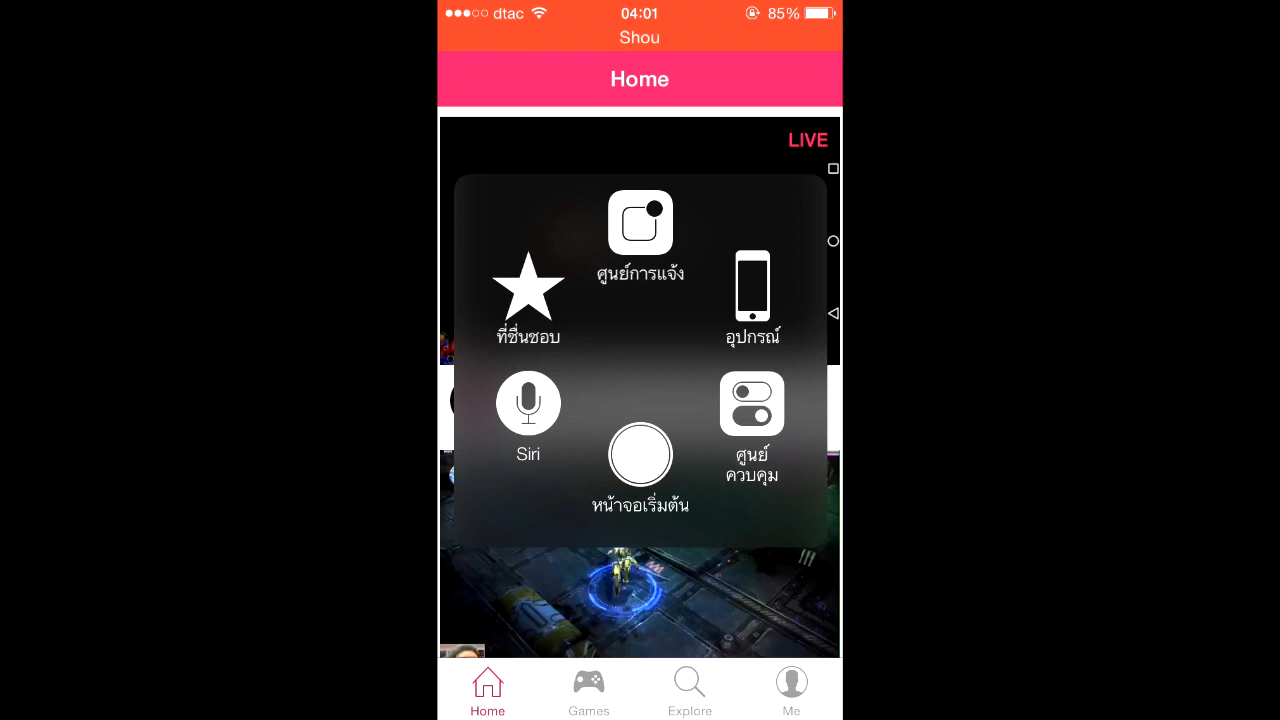 dtac 04:01 85%
Shou
Home
LIVE
ศูนย์การแจ้ง
ที่ชื่นชอบ
อุปกรณ์
Siri
ศูนย์
ควบคุม
หน้าจอเริ่มต้น
Home Games Explore Me